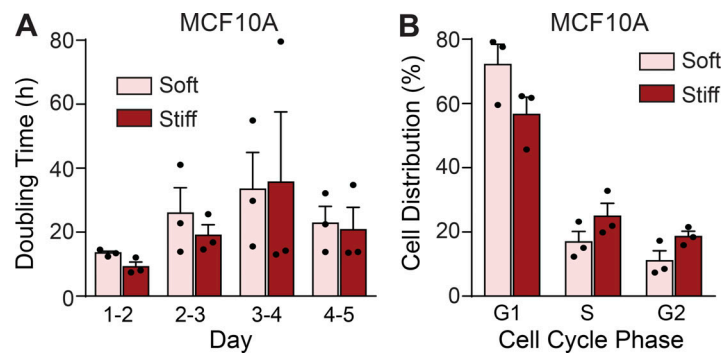 A
MCF10A
Doubling Time (h)
80
60
40
20
0
Soft
Stiff
1-2
2-3
3-4
4-5
Day
B
MCF10A
Cell Distribution (%)
80
60
40
20
0
Soft
Stiff
G1
S
G2
Cell Cycle Phase